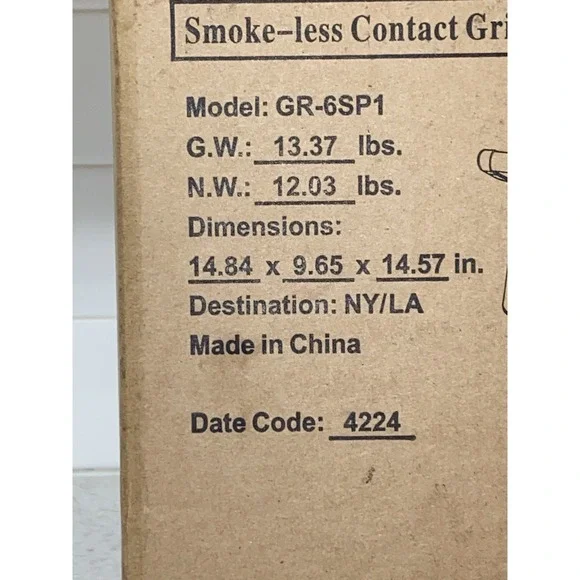 Smoke-less Contact Gri
Model: GR-6SP1
G.W.: 13.37 lbs.
N.W.: 12.03 lbs.
Dimensions:
14.84 x 9.65 x 14.57 in.
Destination: NY/LA
Made in China
Date Code: 4224